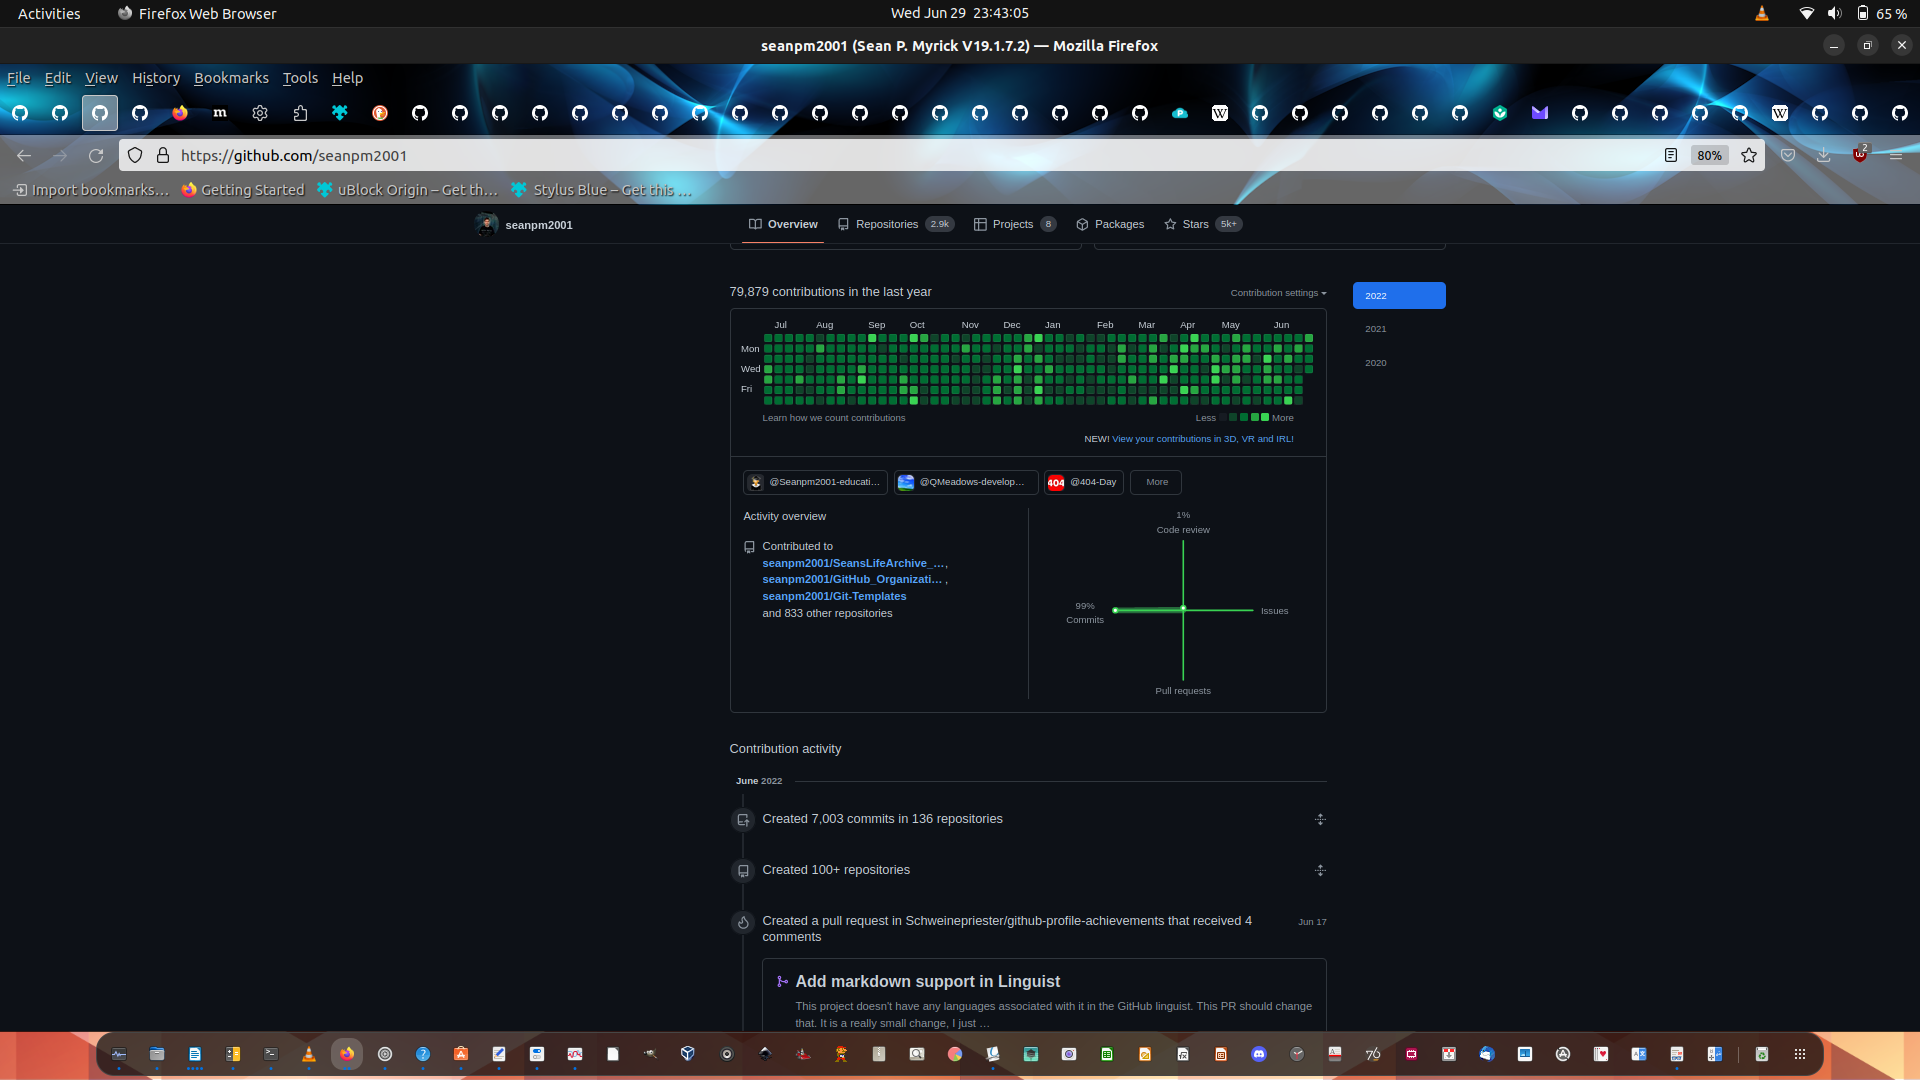 Activities
Firefox Web Browser
Wed Jun 29 23:43:05
65 %
seanpm2001 (Sean P. Myrick V19.1.7.2) — Mozilla Firefox
File Edit View History Bookmarks Tools Help
https://github.com/seanpm2001
80%
2
Import bookmarks…
Getting Started
uBlock Origin – Get th…
Stylus Blue – Get this …
seanpm2001
Overview
Repositories 2.9k
Projects 8
Packages
Stars 5k+
79,879 contributions in the last year
Contribution settings
2022
2021
2020
Jul Aug Sep Oct Nov Dec Jan Feb Mar Apr May Jun
Mon
Wed
Fri
Learn how we count contributions
Less More
NEW! View your contributions in 3D, VR and IRL!
@Seanpm2001-educati…
@QMeadows-develop…
404 @404-Day
More
Activity overview
Contributed to
seanpm2001/SeansLifeArchive_…,
seanpm2001/GitHub_Organizati… ,
seanpm2001/Git-Templates
and 833 other repositories
1%
Code review
99%
Commits
Issues
Pull requests
Contribution activity
June 2022
Created 7,003 commits in 136 repositories
Created 100+ repositories
Created a pull request in Schweinepriester/github-profile-achievements that received 4
comments
Jun 17
Add markdown support in Linguist
This project doesn't have any languages associated with it in the GitHub linguist. This PR should change
that. It is a really small change, I just …